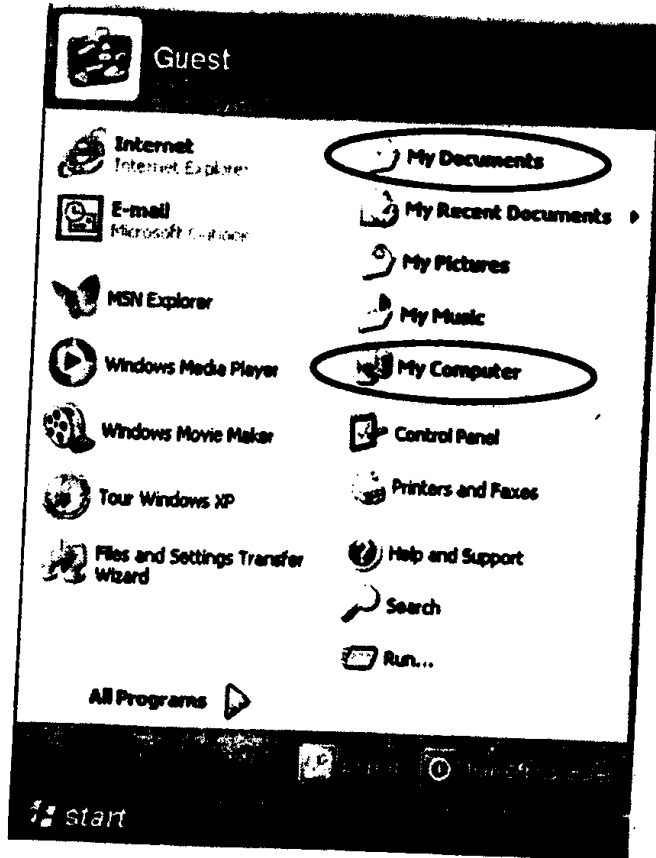 Guest
Internet
Internet Explorer
E-mail
Microsoft Outlook
MSN Explorer
Windows Media Player
Windows Movie Maker
Tour Windows XP
Files and Settings Transfer
Wizard
All Programs
My Documents
My Recent Documents
My Pictures
My Music
My Computer
Control Panel
Printers and Faxes
Help and Support
Search
Run...
start